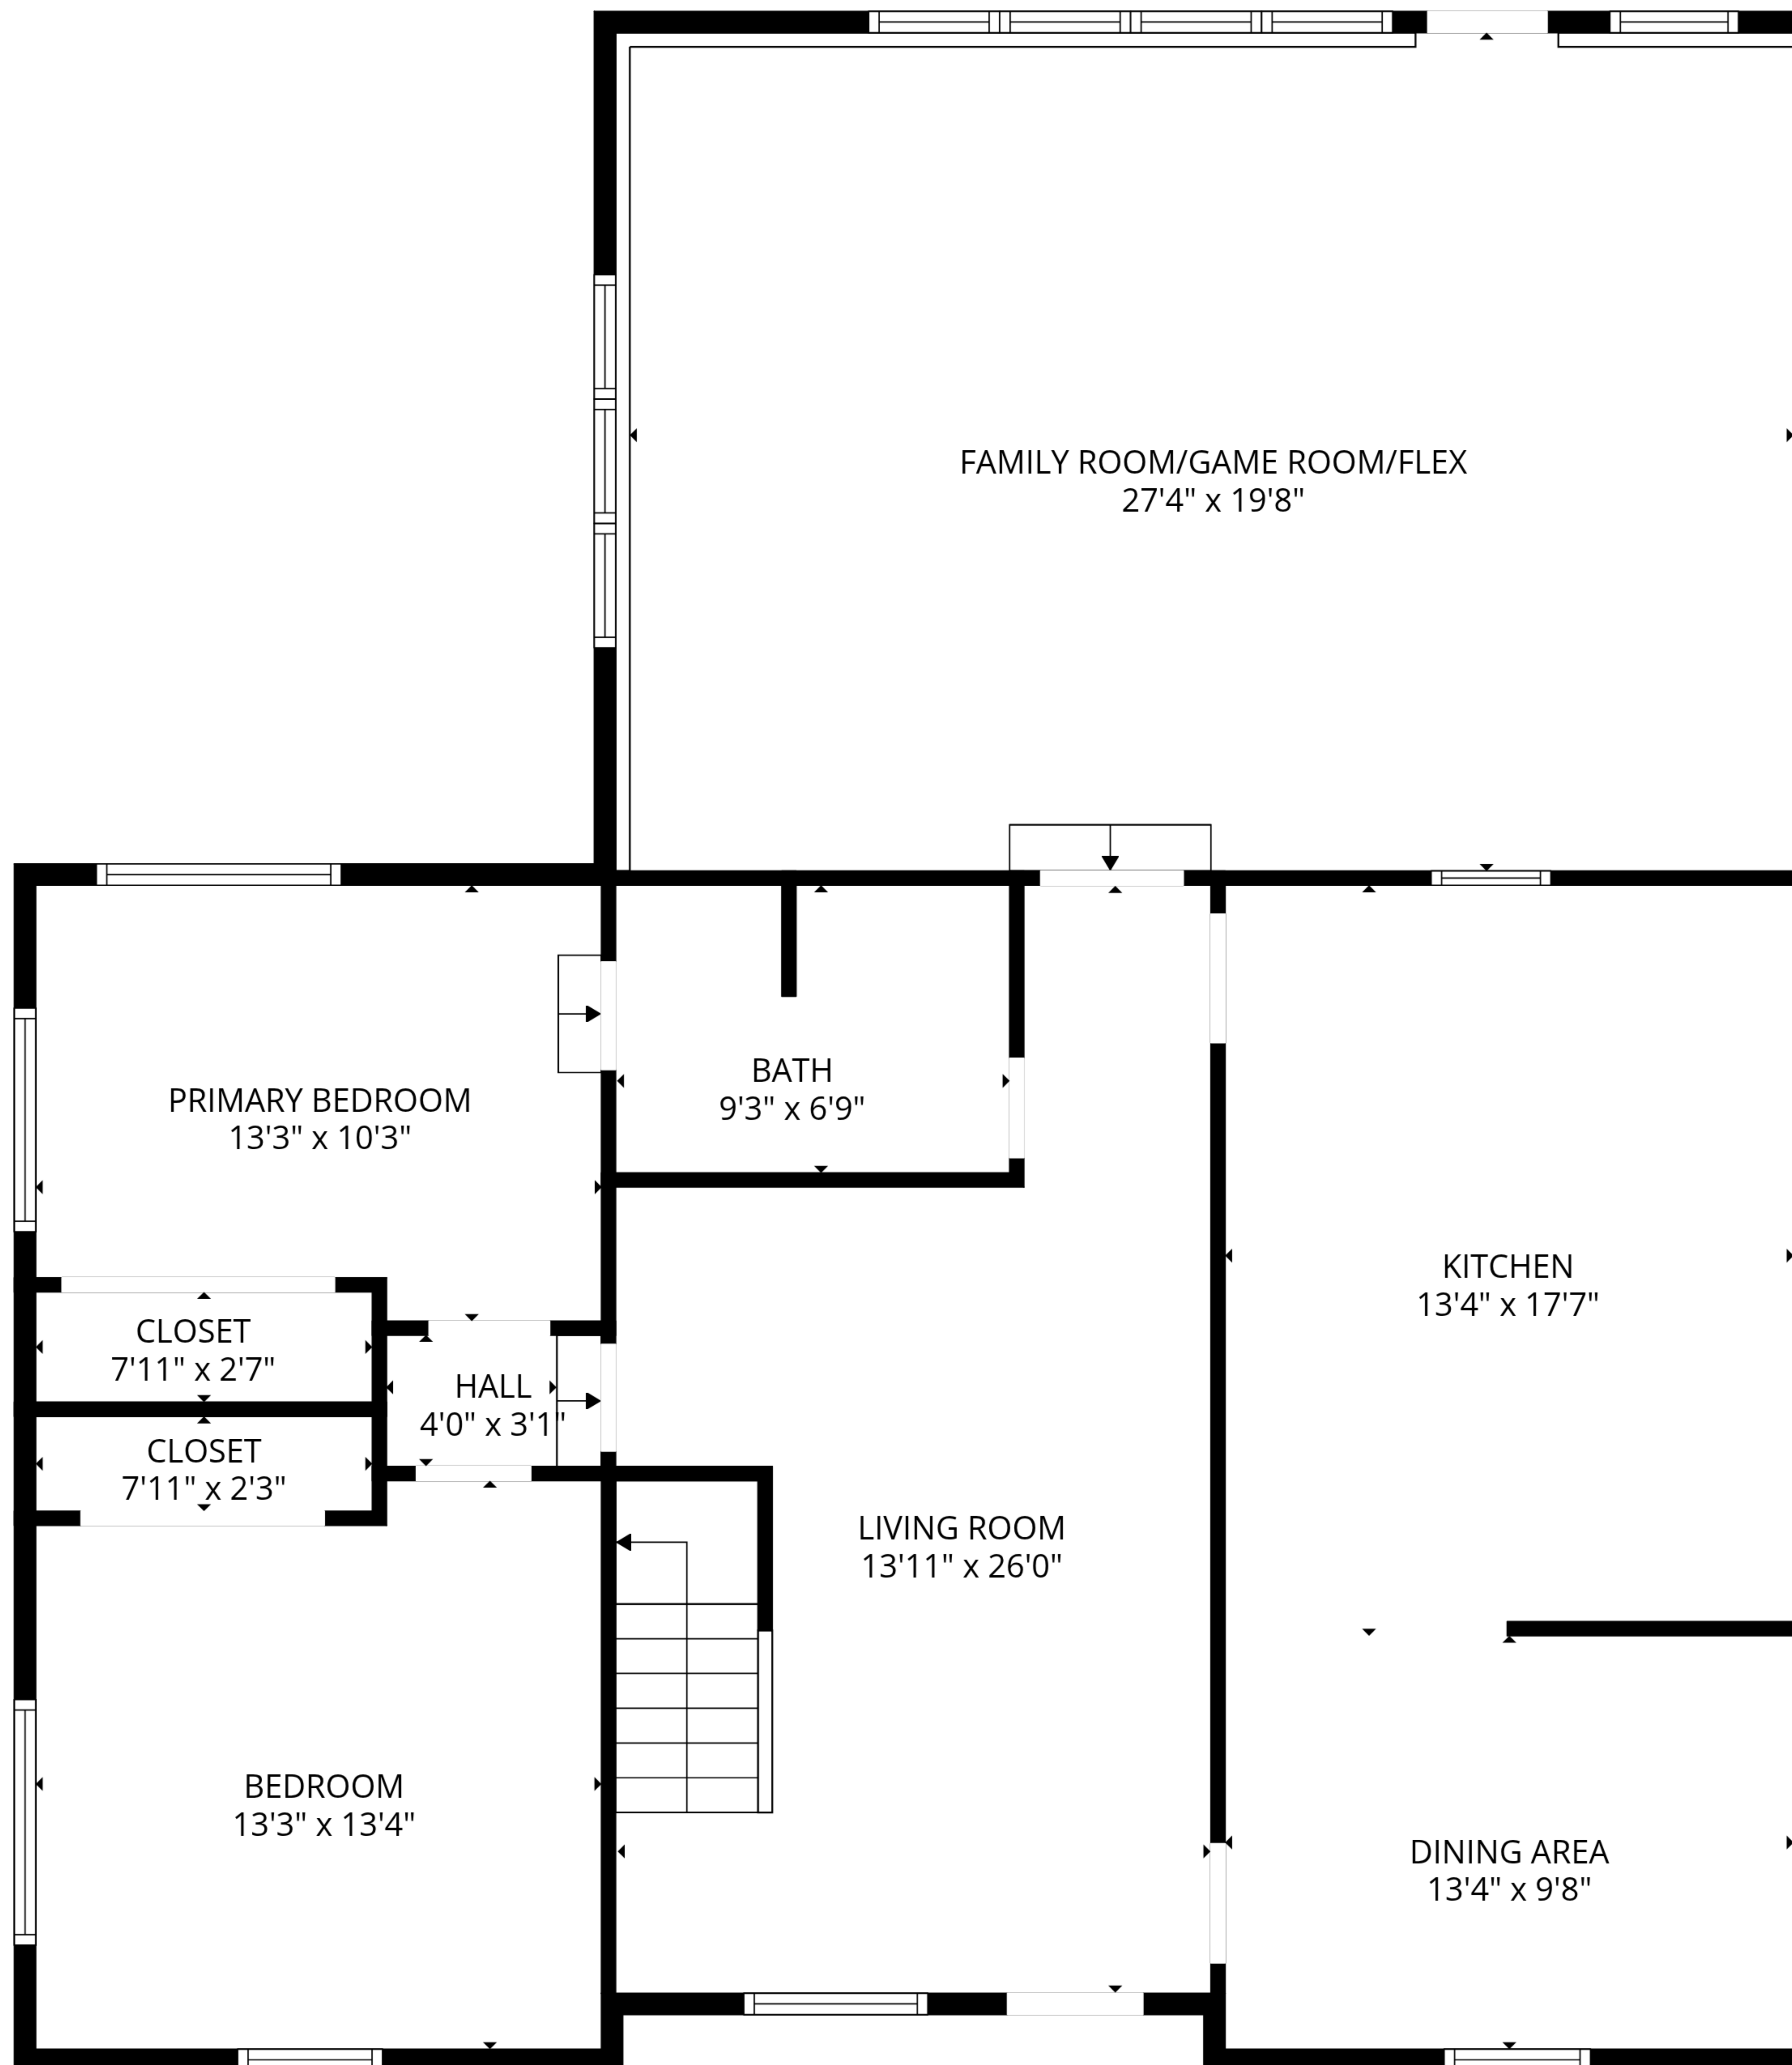 FAMILY ROOM/GAME ROOM/FLEX
27'4" x 19'8"
BATH
9'3" x 6'9"
PRIMARY BEDROOM
13'3" x 10'3"
KITCHEN
13'4" x 17'7"
CLOSET
7'11" x 2'7"
HALL
4'0" x 3'1"
CLOSET
7'11" x 2'3"
LIVING ROOM
13'11" x 26'0"
BEDROOM
13'3" x 13'4"
DINING AREA
13'4" x 9'8"